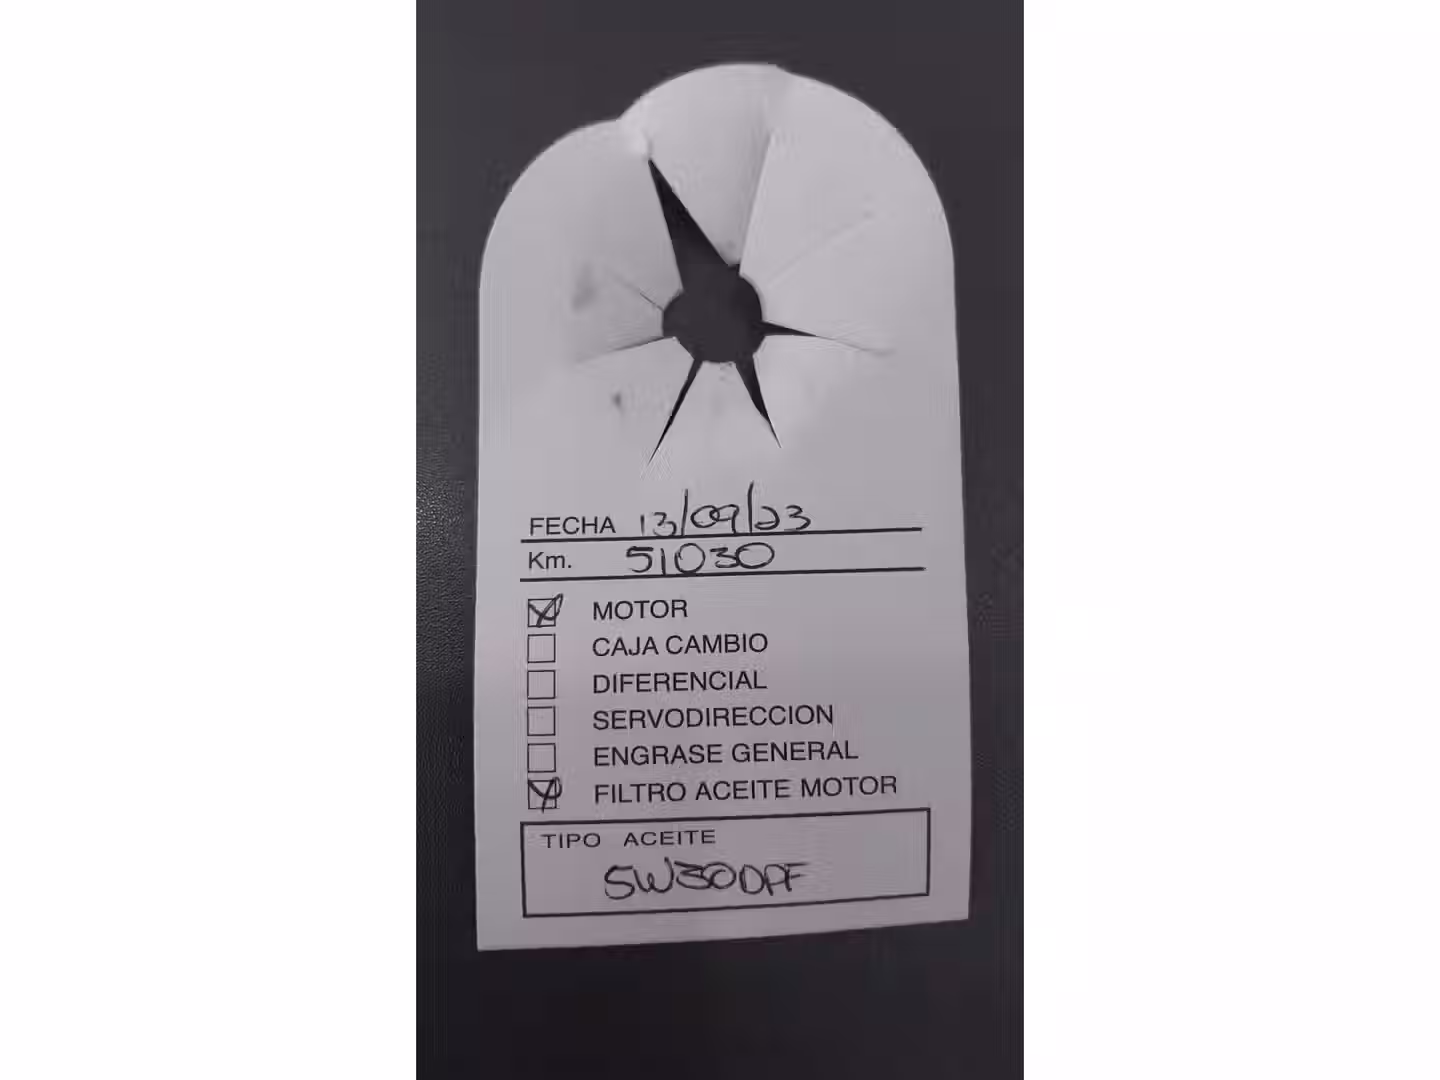 FECHA 13/09/23
Km. 51030
MOTOR
CAJA CAMBIO
DIFERENCIAL
SERVODIRECCION
ENGRASE GENERAL
FILTRO ACEITE MOTOR
TIPO ACEITE
5W30DPF